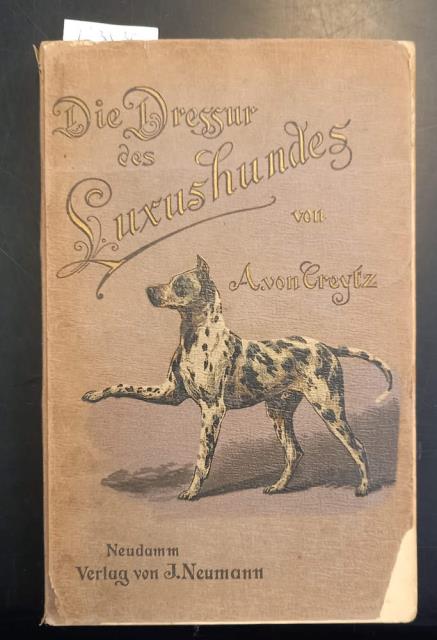 Die Dressur
des
Luxushundes
von
A. von Creytz
Neudamm
Verlag von J. Neumann